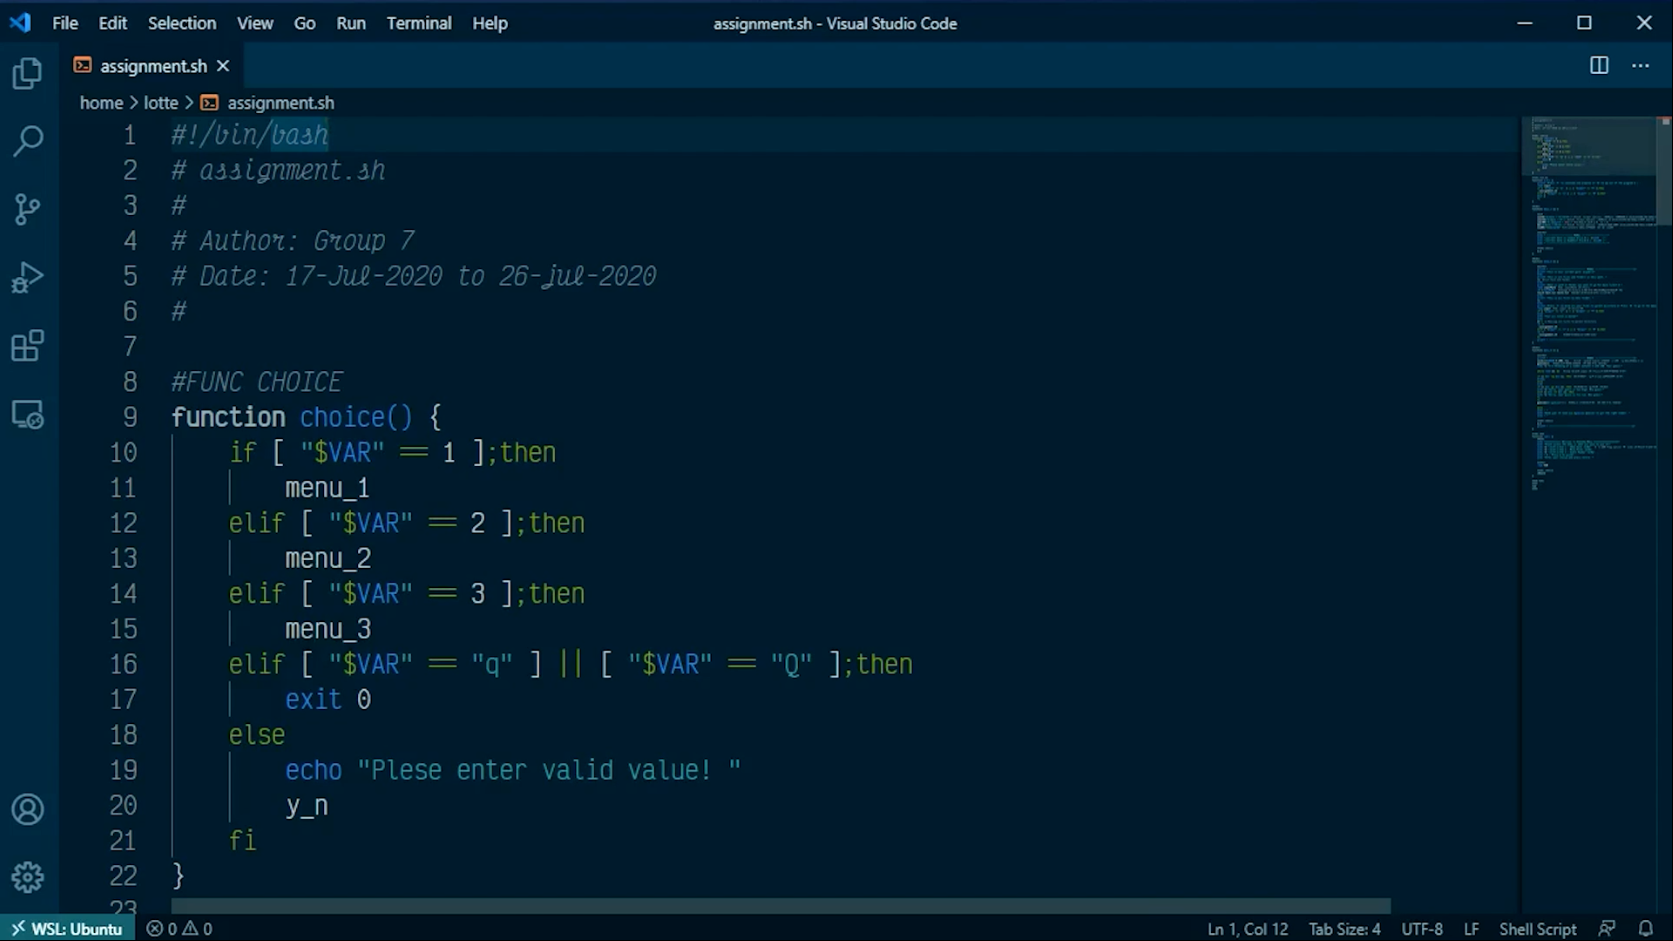 File Edit Selection View Go Run Terminal Help
assignment.sh - Visual Studio Code
assignment.sh
home > lotte > assignment.sh
1 #!/bin/bash
2 # assignment.sh
3 #
4 # Author: Group 7
5 # Date: 17-Jul-2020 to 26-jul-2020
6 #
7
8 #FUNC CHOICE
9 function choice() {
10 if [ "$VAR" == 1 ];then
11 menu_1
12 elif [ "$VAR" == 2 ];then
13 menu_2
14 elif [ "$VAR" == 3 ];then
15 menu_3
16 elif [ "$VAR" == "q" ] || [ "$VAR" == "Q" ];then
17 exit 0
18 else
19 echo "Plese enter valid value! "
20 y_n
21 fi
22 }
23
WSL: Ubuntu 0 0 Ln 1, Col 12 Tab Size: 4 UTF-8 LF Shell Script